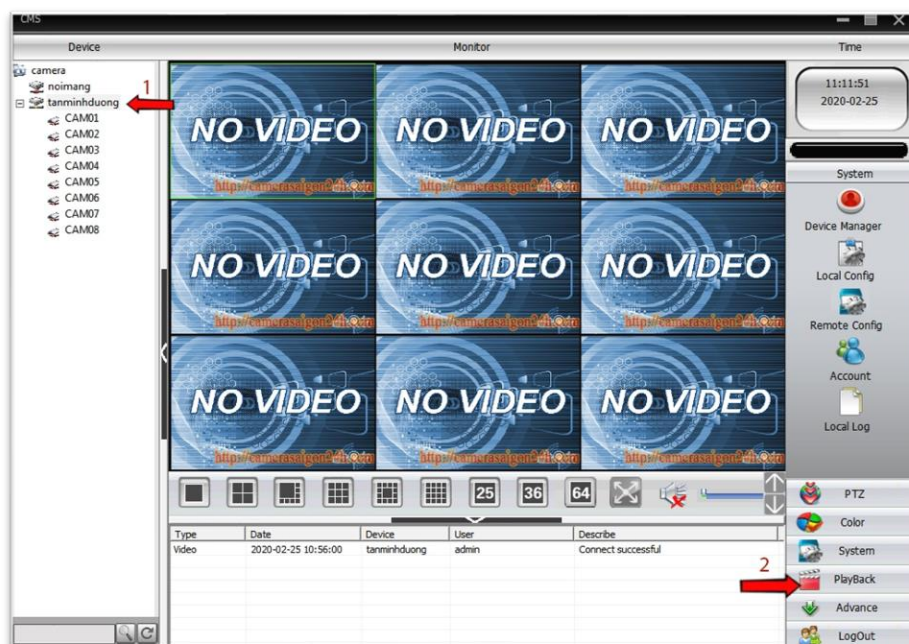 CMS
Device
Monitor
Time
camera
noimang
tanminhduong
CAM01
CAM02
CAM03
CAM04
CAM05
CAM06
CAM07
CAM08
1
NO VIDEO
NO VIDEO
NO VIDEO
NO VIDEO
NO VIDEO
NO VIDEO
NO VIDEO
NO VIDEO
NO VIDEO
11:11:51
2020-02-25
System
Device Manager
Local Config
Remote Config
Account
Local Log
25 36 64
PTZ
Color
System
PlayBack
Advance
LogOut
2
Type Date Device User Describe
Video 2020-02-25 10:56:00 tanminhduong admin Connect successful